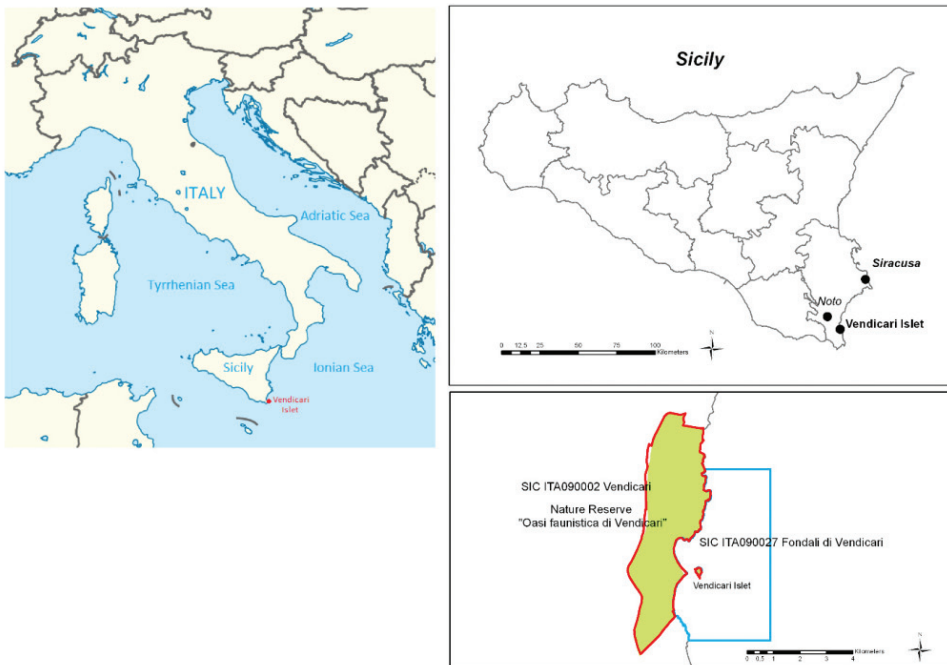 ITALY
Adriatic Sea
Tyrrhenian Sea
Sicily
Ionian Sea
Vendicari
Islet
Sicily
Siracusa
Noto
Vendicari Islet
N
0 12.5 25 50 75 100
Kilometers
SIC ITA090002 Vendicari
Nature Reserve
"Oasi faunistica di Vendicari"
SIC ITA090027 Fondali di Vendicari
Vendicari Islet
N
0 0.5 1 2 3 4
Kilometers